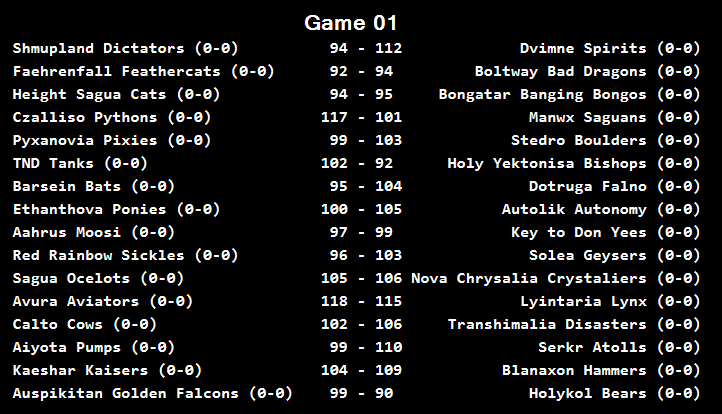 Game 01
Shmupland Dictators (0-0) 94 - 112 Dvimne Spirits (0-0)
Faehrenfall Feathercats (0-0) 92 - 94 Boltway Bad Dragons (0-0)
Height Sagua Cats (0-0) 94 - 95 Bongatar Banging Bongos (0-0)
Czalliso Pythons (0-0) 117 - 101 Manwx Saguans (0-0)
Pyxanovia Pixies (0-0) 99 - 103 Stedro Boulders (0-0)
TND Tanks (0-0) 102 - 92 Holy Yektonisa Bishops (0-0)
Barsein Bats (0-0) 95 - 104 Dotruga Falno (0-0)
Ethanthova Ponies (0-0) 100 - 105 Autolik Autonomy (0-0)
Aahrus Moosi (0-0) 97 - 99 Key to Don Yees (0-0)
Red Rainbow Sickles (0-0) 96 - 103 Solea Geysers (0-0)
Sagua Ocelots (0-0) 105 - 106 Nova Chrysalia Crystaliers (0-0)
Avura Aviators (0-0) 118 - 115 Lyintaria Lynx (0-0)
Calto Cows (0-0) 102 - 106 Transhimalia Disasters (0-0)
Aiyota Pumps (0-0) 99 - 110 Serkr Atolls (0-0)
Kaeshar Kaisers (0-0) 104 - 109 Blanaxon Hammers (0-0)
Auspikitan Golden Falcons (0-0) 99 - 90 Holykol Bears (0-0)